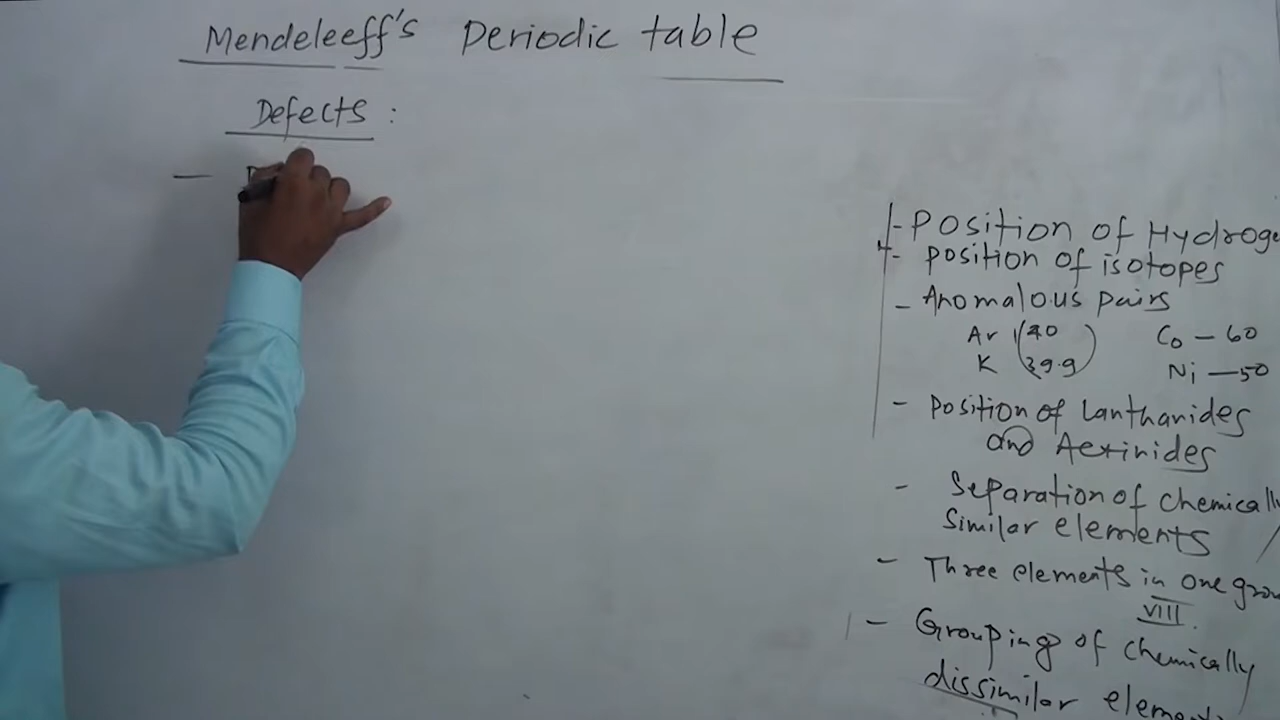 Mendeleeff's Periodic table
Defects :
—
- Position of Hydroge
- position of isotopes
- Anomalous pairs
Ar (40) Co — 60
K (39.9) Ni — 50
- Position of Lanthanides
and Actinides
- Separation of chemicall
similar elements
- Three elements in one grou
VIII.
- Grouping of chemically
dissimilar element